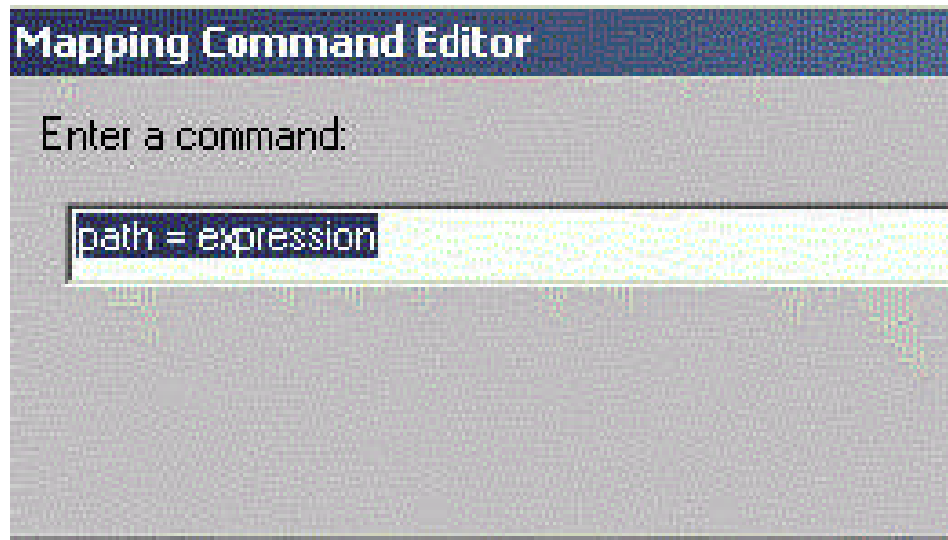 Mapping Command Editor
Enter a command:
path = expression